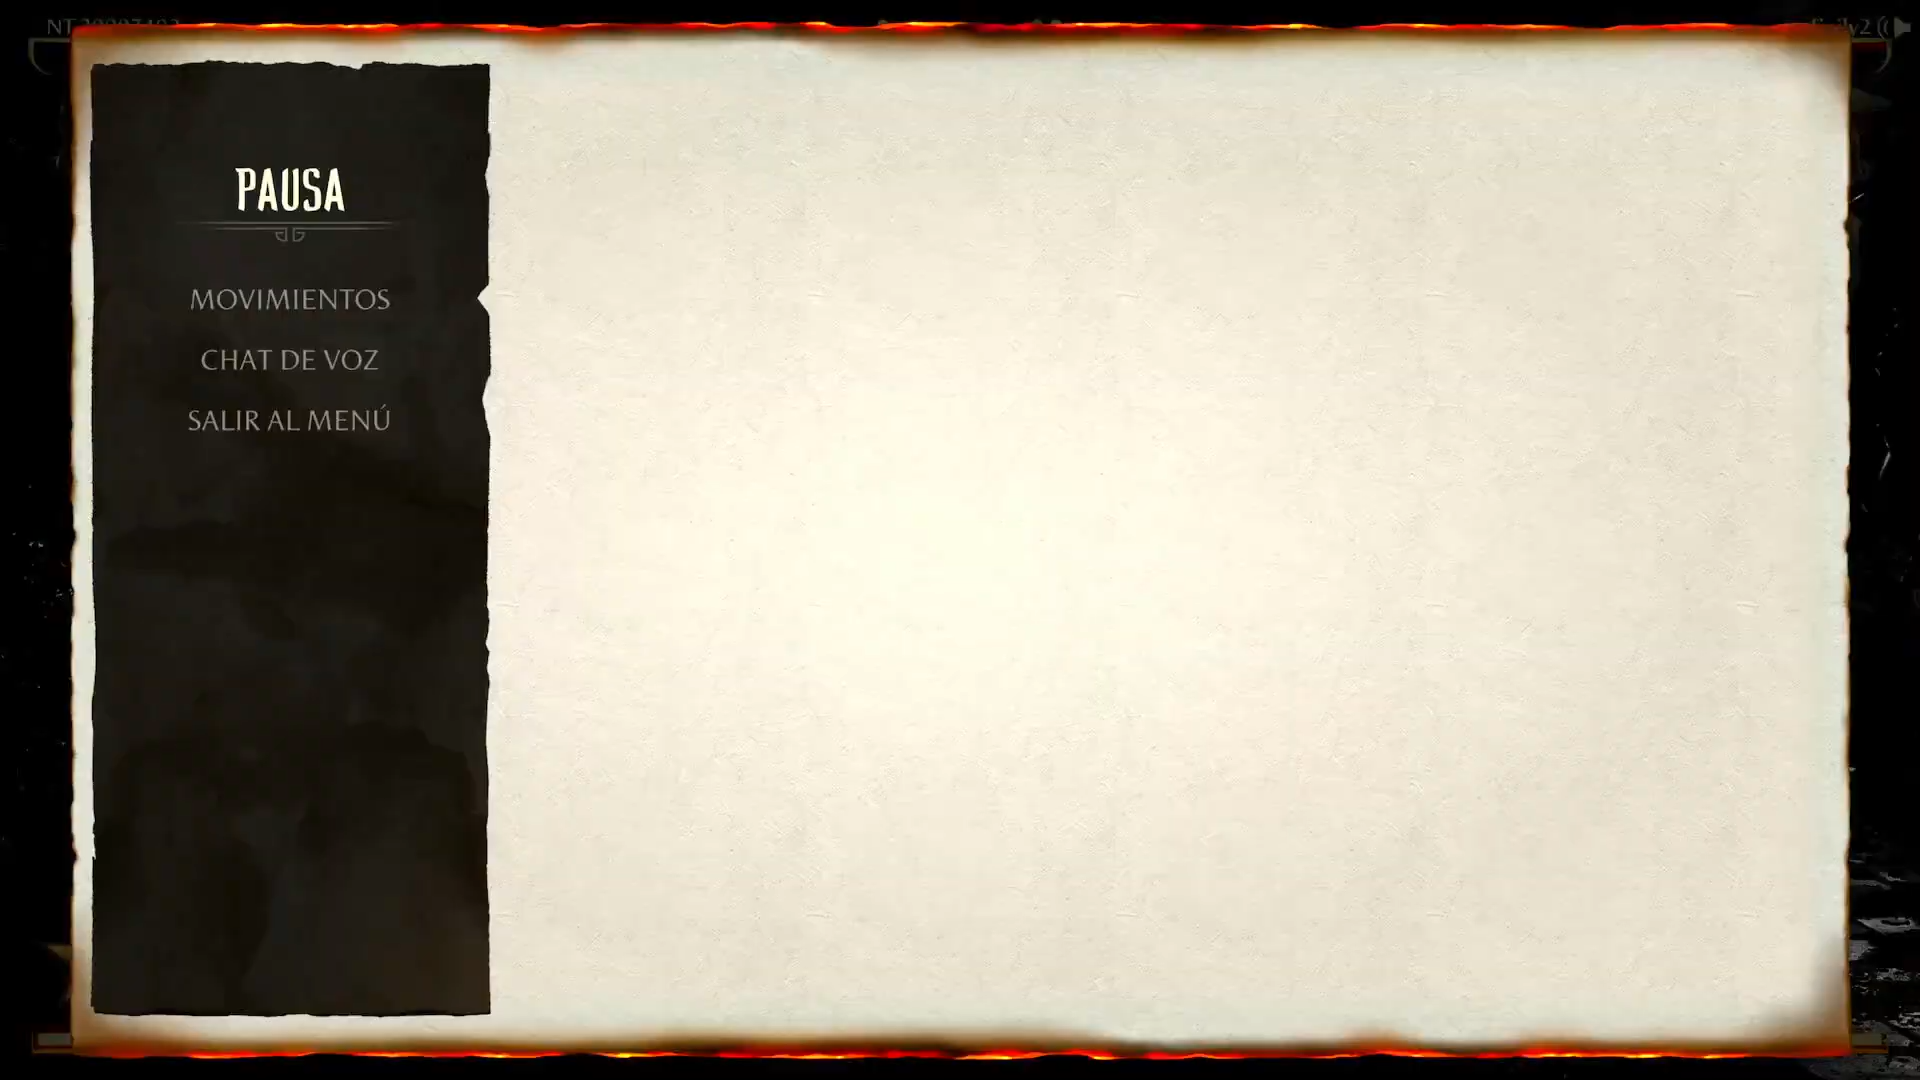 PAUSA
MOVIMIENTOS
CHAT DE VOZ
SALIR AL MENÚ